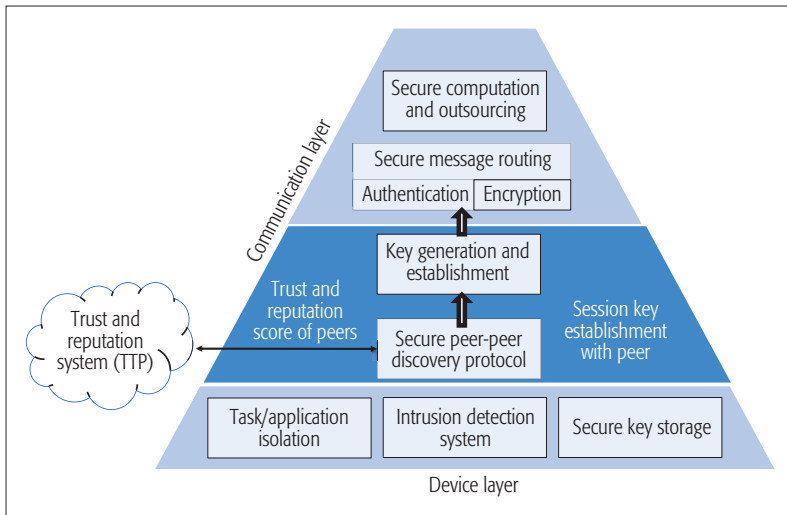 Secure computation
and outsourcing
Secure message routing
Authentication
Encryption
Communication layer
Key generation and
establishment
Trust and
reputation
score of peers
Session key
establishment
with peer
Trust and
reputation
system (TTP)
Secure peer-peer
discovery protocol
Task/application
isolation
Intrusion detection
system
Secure key storage
Device layer